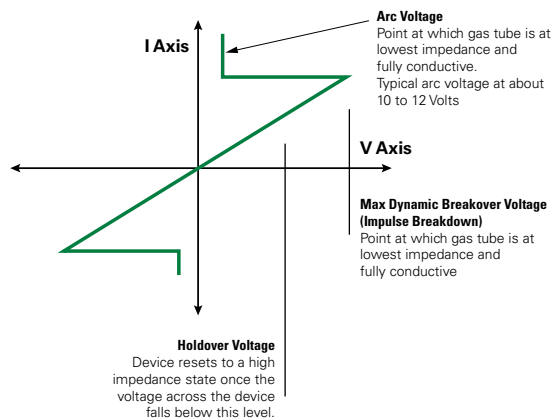 Arc Voltage
Point at which gas tube is at
lowest impedance and
fully conductive.
Typical arc voltage at about
10 to 12 Volts
I Axis
V Axis
Max Dynamic Breakover Voltage
(Impulse Breakdown)
Point at which gas tube is at
lowest impedance and
fully conductive
Holdover Voltage
Device resets to a high
impedance state once the
voltage across the device
falls below this level.